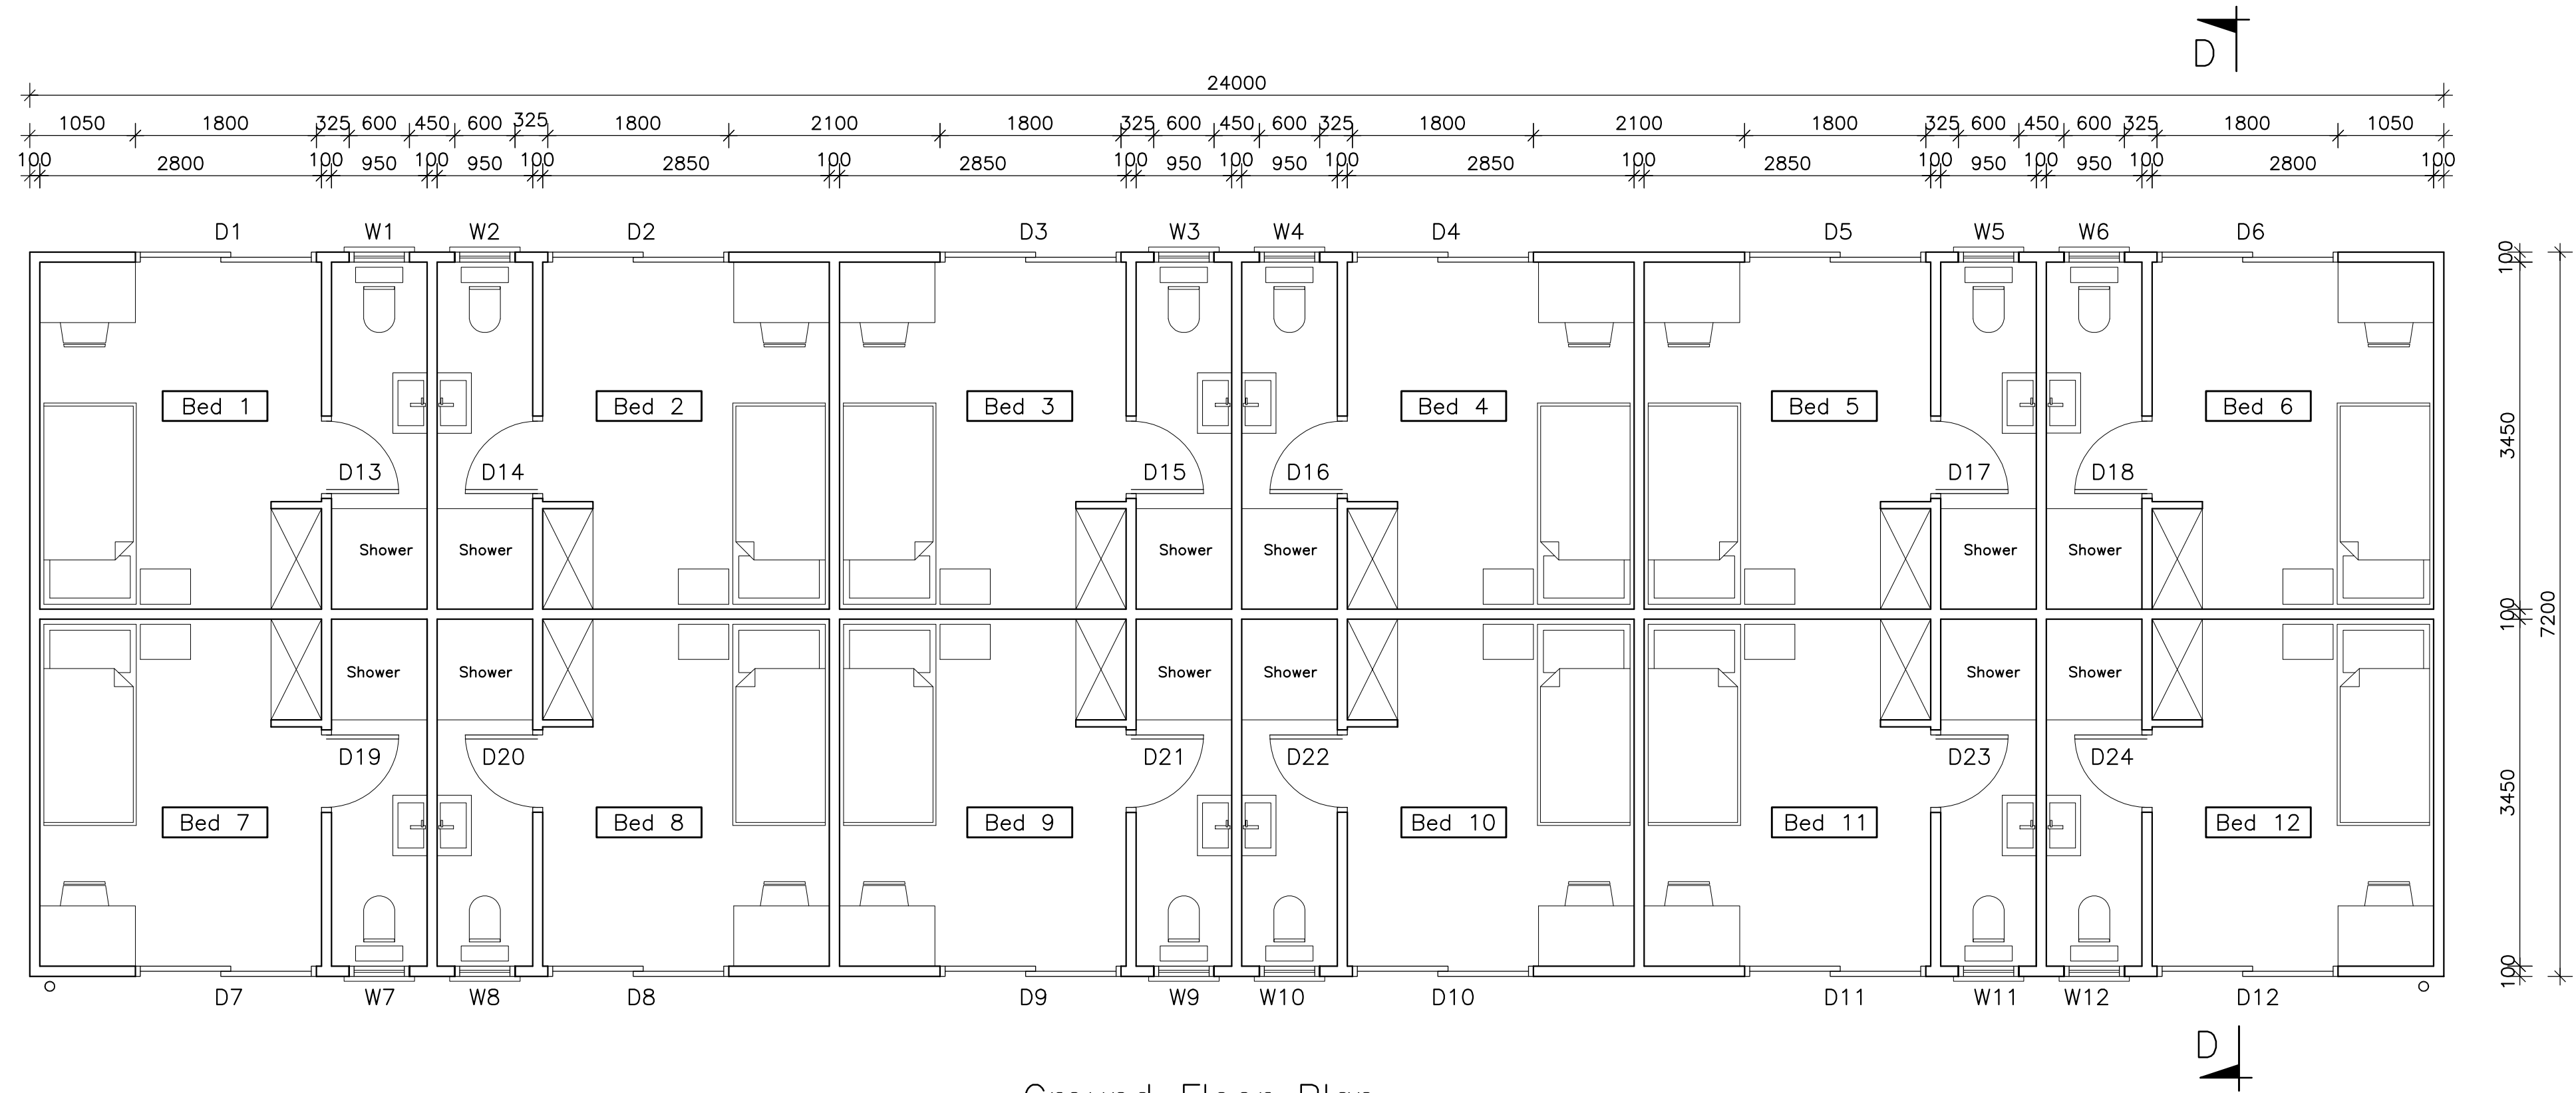 D
24000
1050 1800 325 600 450 600 325 1800 2100 1800 325 600 450 600 325 1800 2100 1800 325 600 450 600 325 1800 1050
100 2800 100 950 100 950 100 2850 100 2850 100 950 100 950 100 2850 100 2850 100 950 100 950 100 2800 100
D1 W1 W2 D2 D3 W3 W4 D4 D5 W5 W6 D6
100
Bed 1 Bed 2 Bed 3 Bed 4 Bed 5 Bed 6
3450
D13 D14 D15 D16 D17 D18
Shower Shower Shower Shower Shower Shower
100
7200
Shower Shower Shower Shower Shower Shower
D19 D20 D21 D22 D23 D24
3450
Bed 7 Bed 8 Bed 9 Bed 10 Bed 11 Bed 12
100
D7 W7 W8 D8 D9 W9 W10 D10 D11 W11 W12 D12
D
Ground Floor Plan